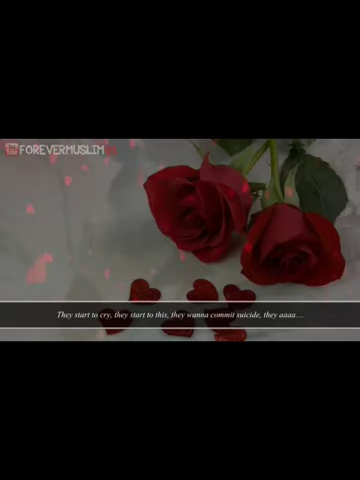 FOREVERMUSLIM
They start to cry, they start to this, they wanna commit suicide, they aaaa....